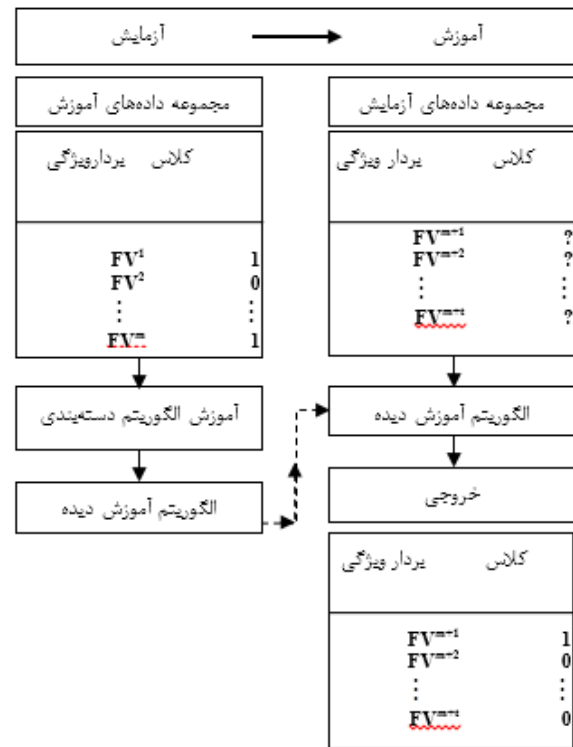 آزمایش
آموزش
مجموعه داده‌های آموزش
بردارویژگی کلاس
FV¹ 1
FV² 0
⋮ ⋮
FVᵐ 1
آموزش الگوریتم دسته‌بندی
الگوریتم آموزش دیده
مجموعه داده‌های آزمایش
بردار ویژگی کلاس
FVᵐ⁺¹ ?
FVᵐ⁺² ?
⋮ ⋮
FVᵐ⁺ᵗ ?
الگوریتم آموزش دیده
خروجی
بردار ویژگی کلاس
FVᵐ⁺¹ 1
FVᵐ⁺² 0
⋮ ⋮
FVᵐ⁺ᵗ 0